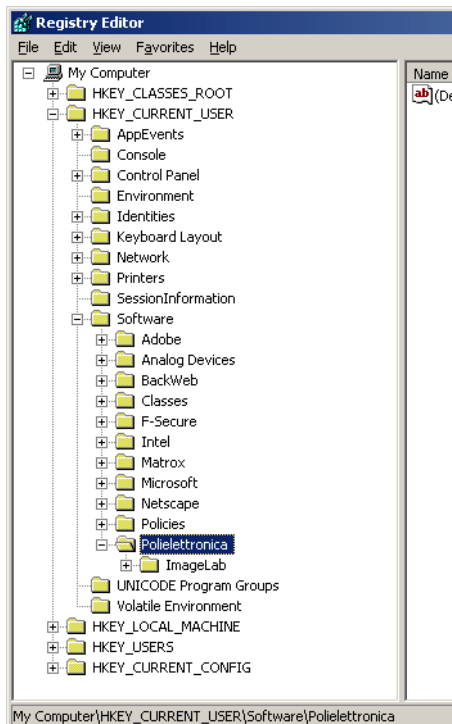 Registry Editor
File Edit View Favorites Help
My Computer
HKEY_CLASSES_ROOT
HKEY_CURRENT_USER
AppEvents
Console
Control Panel
Environment
Identities
Keyboard Layout
Network
Printers
SessionInformation
Software
Adobe
Analog Devices
BackWeb
Classes
F-Secure
Intel
Matrox
Microsoft
Netscape
Policies
Polielettronica
ImageLab
UNICODE Program Groups
Volatile Environment
HKEY_LOCAL_MACHINE
HKEY_USERS
HKEY_CURRENT_CONFIG
Name
ab (De
My Computer\HKEY_CURRENT_USER\Software\Polielettronica